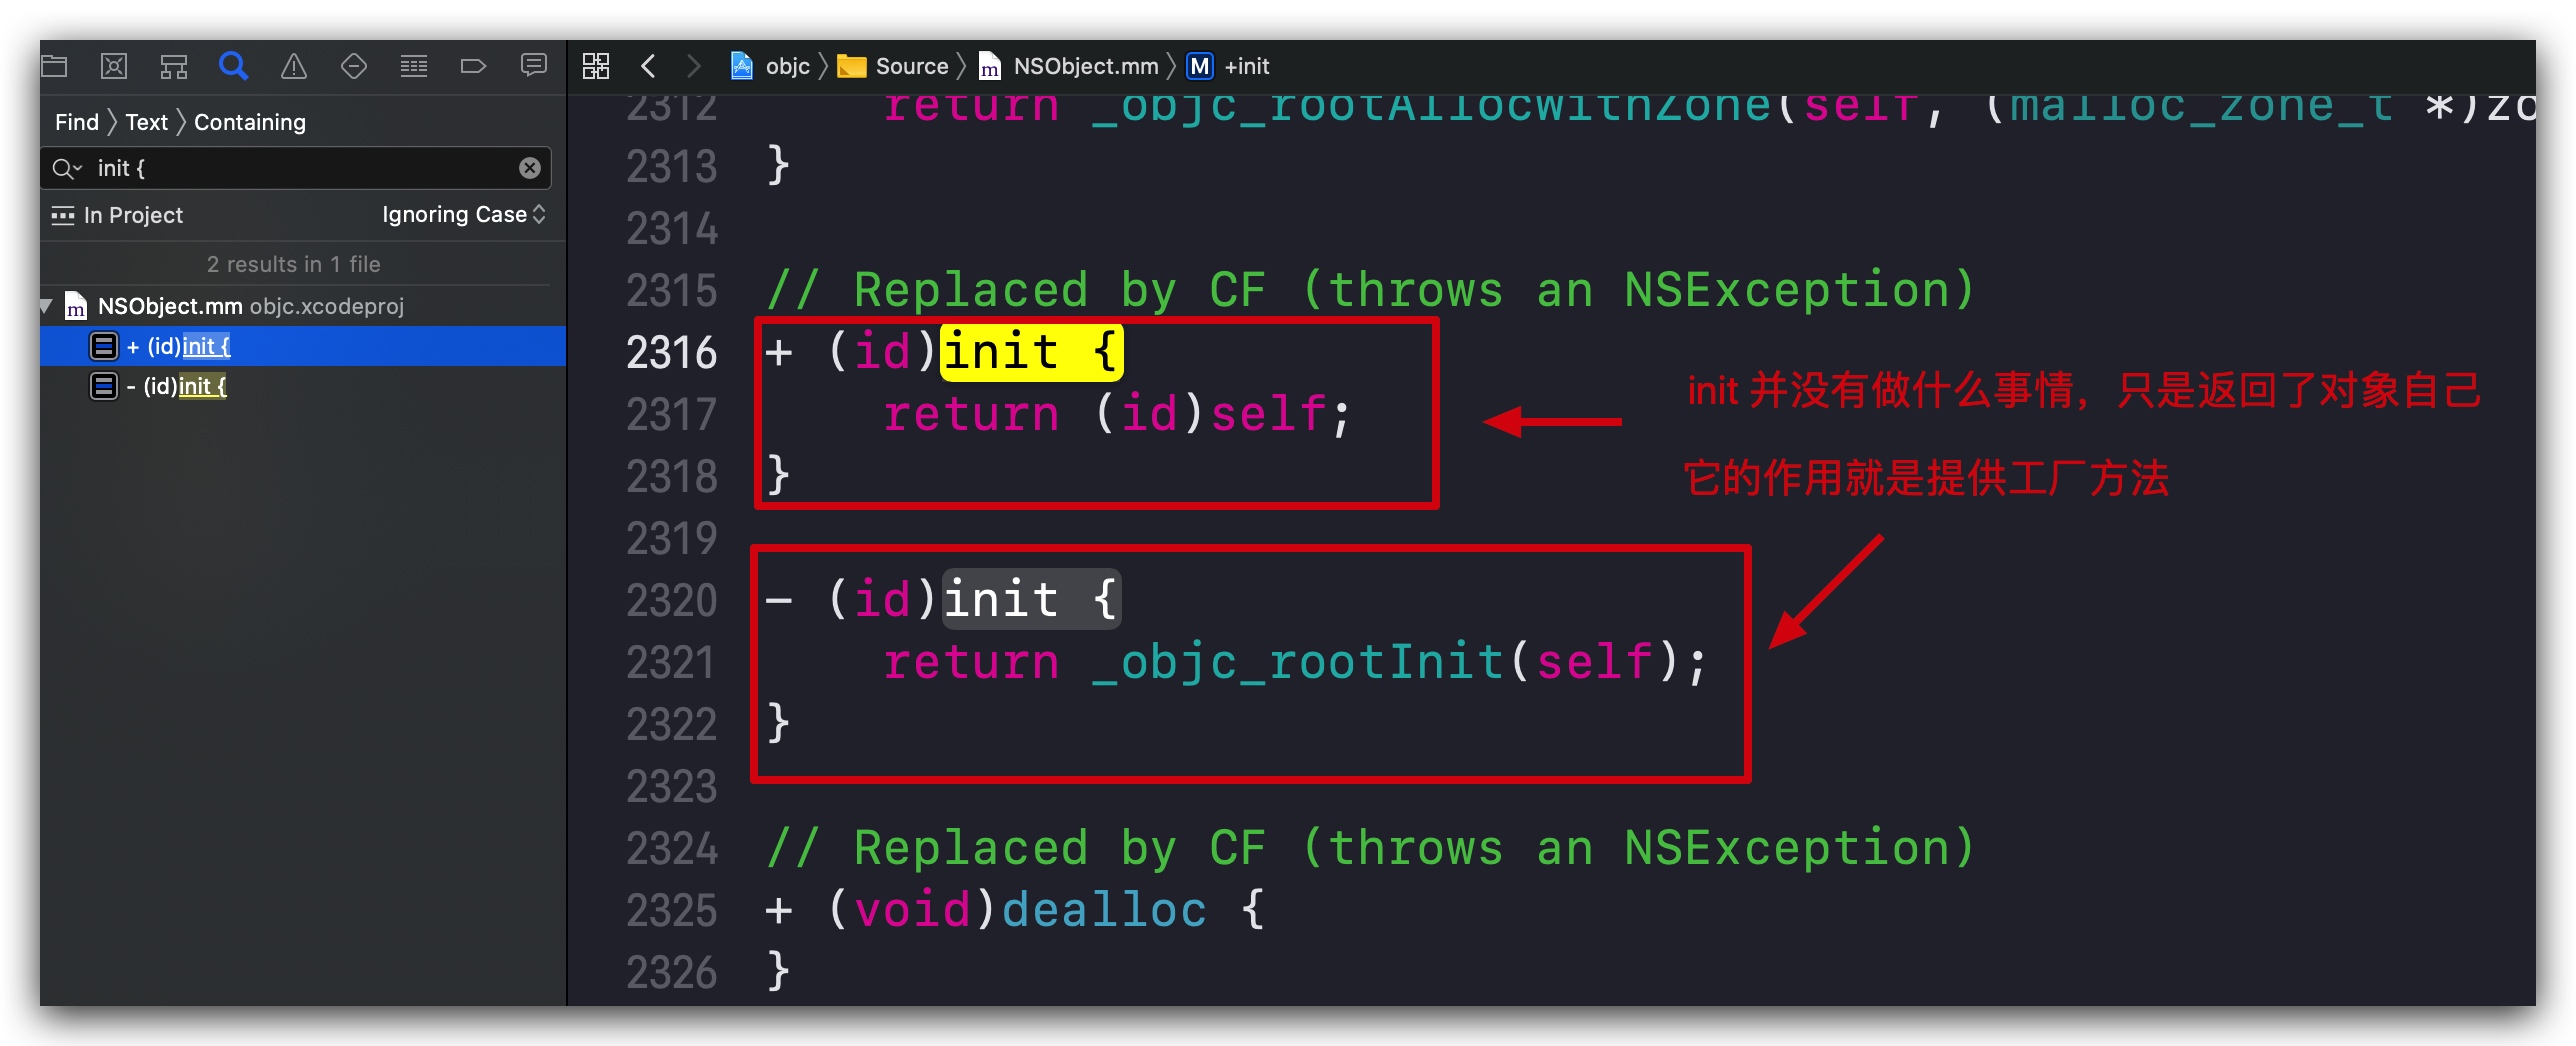 objc 〉 Source 〉 NSObject.mm 〉 M +init
Find 〉 Text 〉 Containing
init {
In Project Ignoring Case
2 results in 1 file
NSObject.mm objc.xcodeproj
+ (id)init {
- (id)init {
2312 return _objc_rootAllocWithZone(self, (malloc_zone_t *)zo
2313 }
2314
2315 // Replaced by CF (throws an NSException)
2316 + (id)init {
2317 return (id)self;
2318 }
2319
2320 - (id)init {
2321 return _objc_rootInit(self);
2322 }
2323
2324 // Replaced by CF (throws an NSException)
2325 + (void)dealloc {
2326 }
init 并没有做什么事情，只是返回了对象自己
它的作用就是提供工厂方法